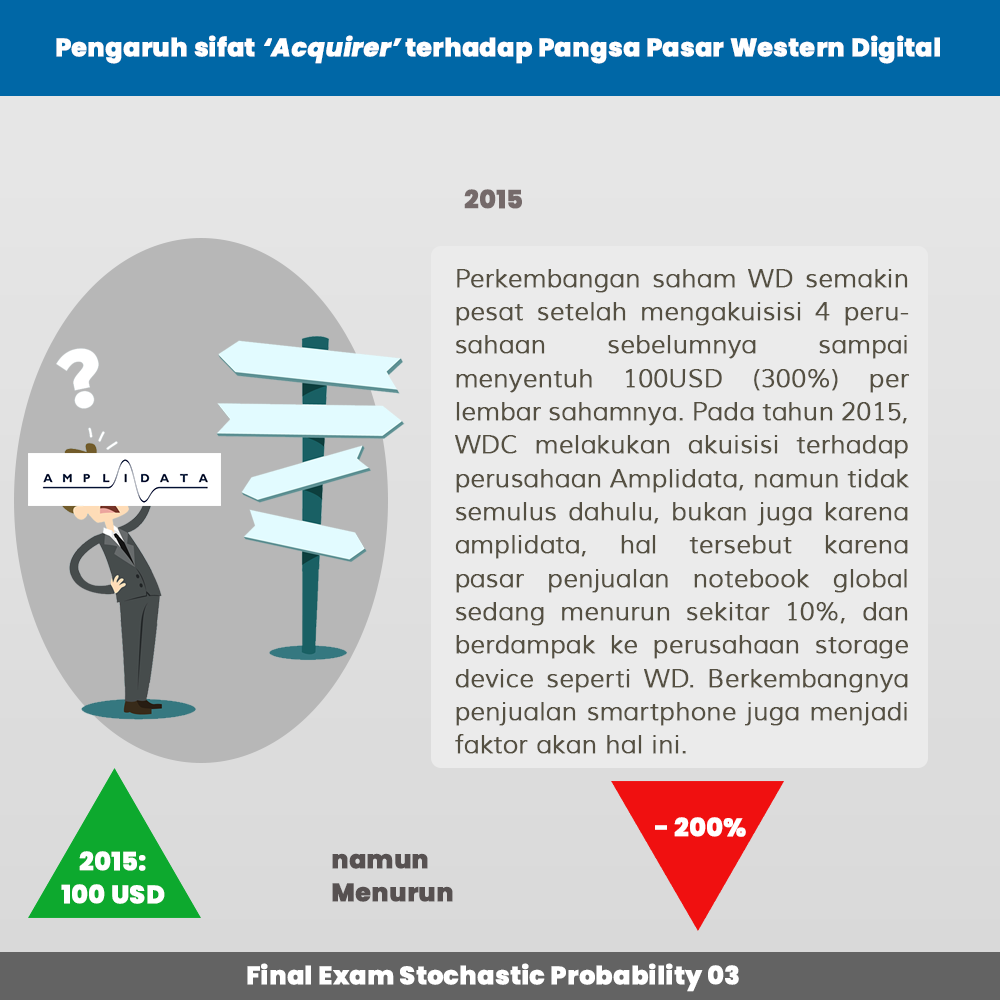 Pengaruh sifat ‘Acquirer’ terhadap Pangsa Pasar Western Digital
2015
Perkembangan saham WD semakin
pesat setelah mengakuisisi 4 peru-
sahaan sebelumnya sampai
menyentuh 100USD (300%) per
lembar sahamnya. Pada tahun 2015,
WDC melakukan akuisisi terhadap
perusahaan Amplidata, namun tidak
semulus dahulu, bukan juga karena
amplidata, hal tersebut karena
pasar penjualan notebook global
sedang menurun sekitar 10%, dan
berdampak ke perusahaan storage
device seperti WD. Berkembangnya
penjualan smartphone juga menjadi
faktor akan hal ini.
?
AMPLIDATA
2015:
100 USD
namun
Menurun
- 200%
Final Exam Stochastic Probability 03